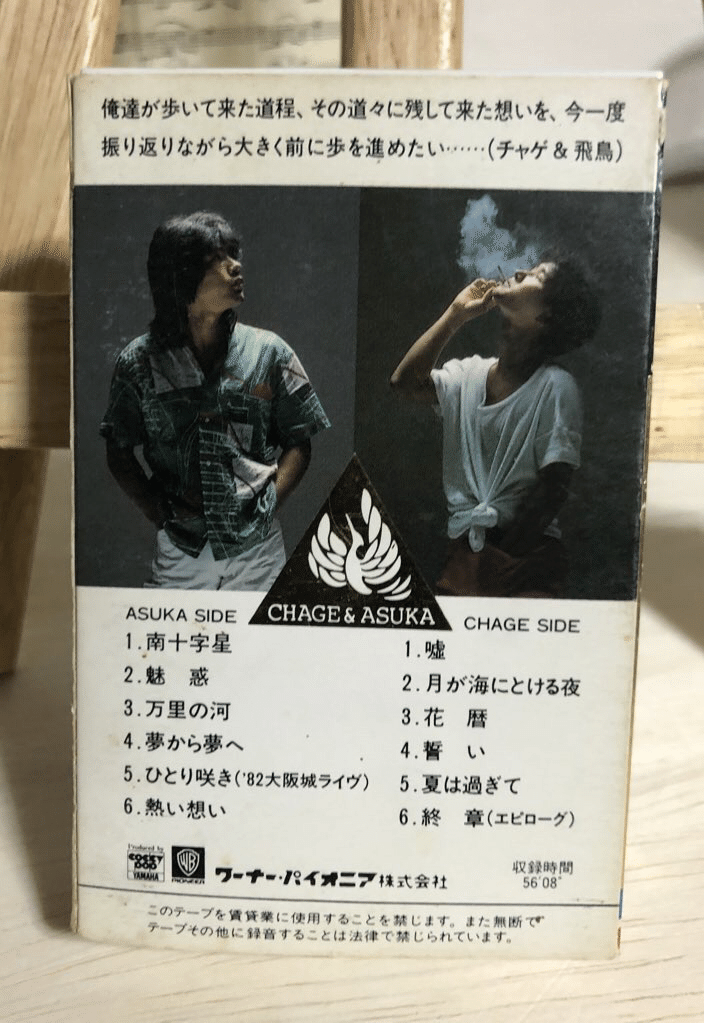 俺達が歩いて来た道程、その道々に残して来た想いを、今一度
振り返りながら大きく前に歩を進めたい……(チャゲ&飛鳥)
CHAGE & ASUKA
ASUKA SIDE
1.南十字星
2.魅 惑
3.万里の河
4.夢から夢へ
5.ひとり咲き('82大阪城ライヴ)
6.熱い想い
CHAGE SIDE
1.嘘
2.月が海にとける夜
3.花 暦
4.誓 い
5.夏は過ぎて
6.終 章(エピローグ)
Produced by
COCKY POP
YAMAHA
WB
PIONEER
ワーナー・パイオニア株式会社
収録時間
56'08"
このテープを賃貸業に使用することを禁じます。また無断で
テープその他に録音することは法律で禁じられています。